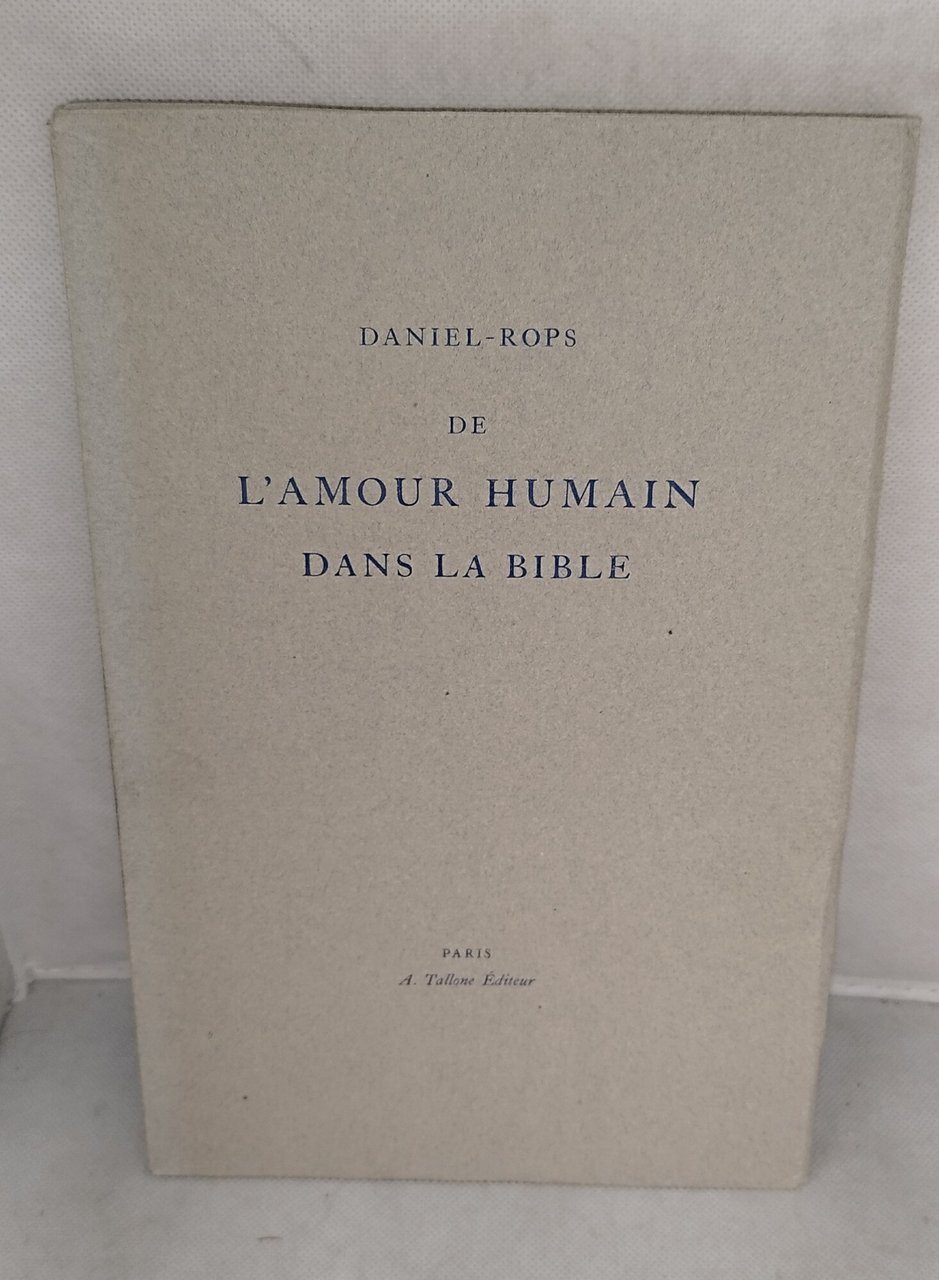 DANIEL-ROPS
DE
L'AMOUR HUMAIN
DANS LA BIBLE
PARIS
A. Tallone Éditeur